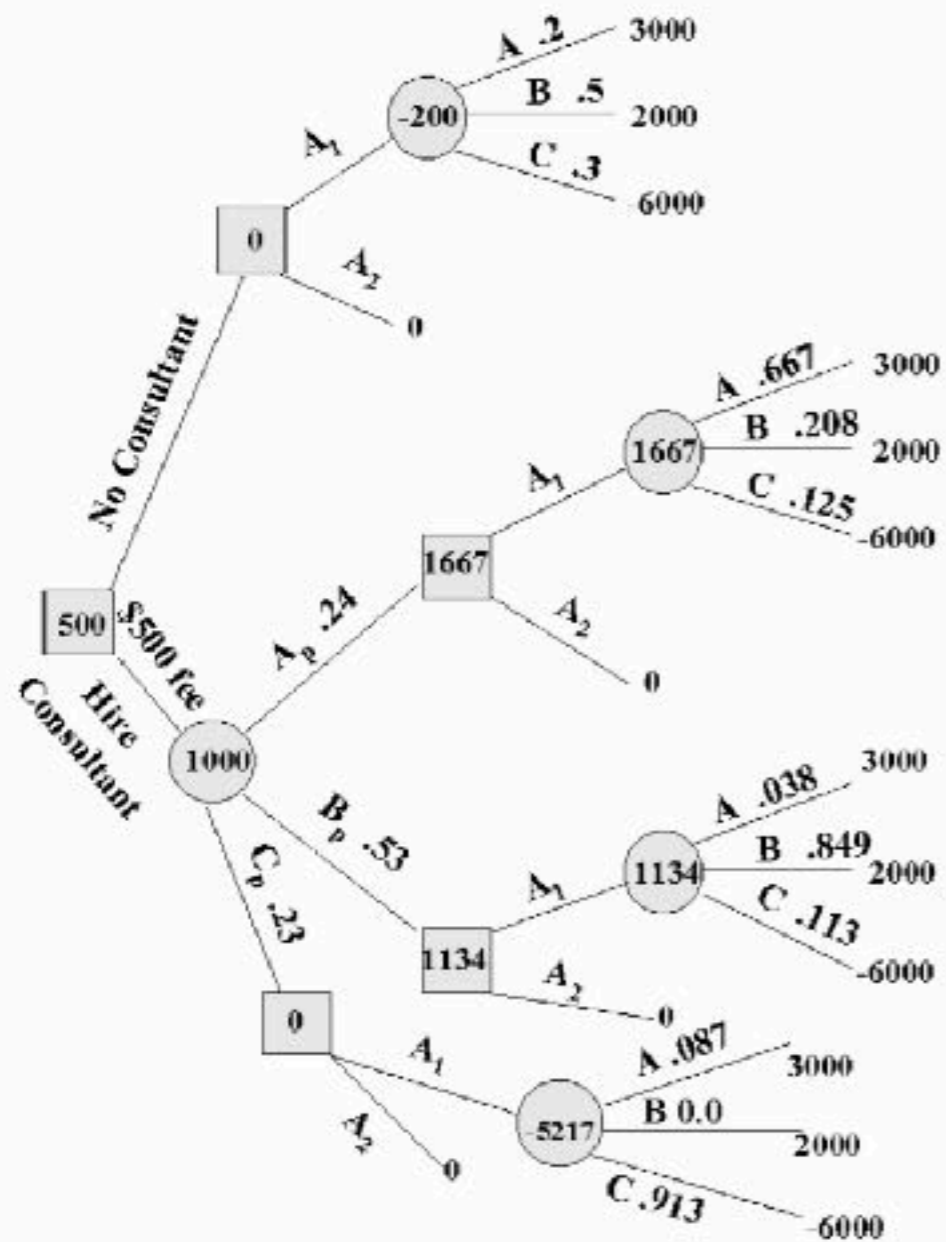 A .2 3000
-200
B .5 2000
C .3
-6000
A₁
0
A₂
0
No Consultant
500
$500 fee
Hire
Consultant
1000
Aₚ .24
1667
A₁
1667
A .667 3000
B .208 2000
C .125
-6000
A₂
0
Bₚ .53
1134
A₁
1134
A .038 3000
B .849 2000
C .113
-6000
A₂
0
Cₚ .23
0
A₁
-5217
A .087
3000
B 0.0
2000
C .913
-6000
A₂
0